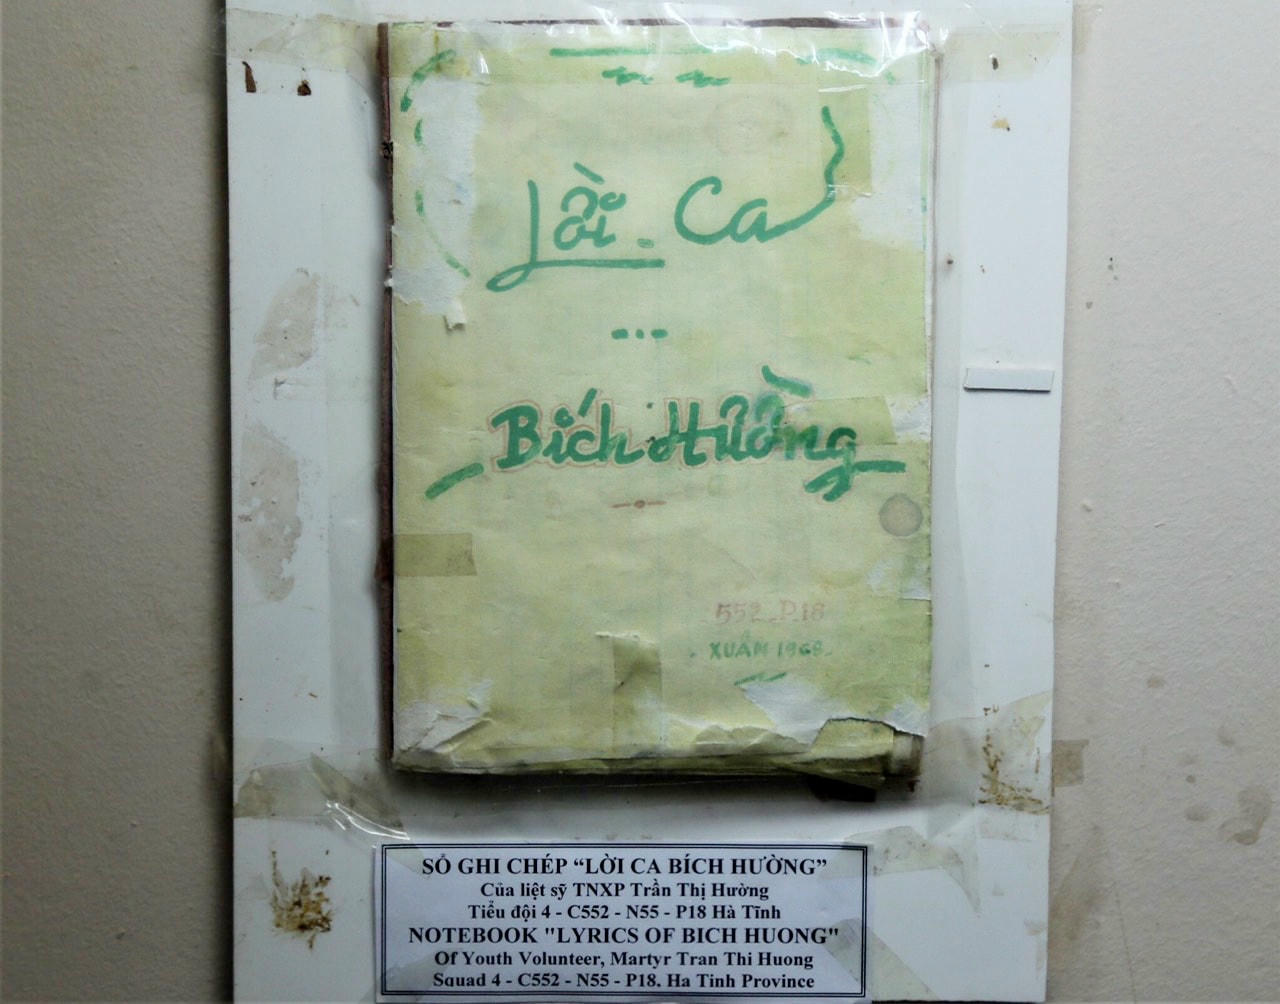 Lời - Ca
...
Bích Hường
552-P.18
XUÂN 1968
SỔ GHI CHÉP “LỜI CA BÍCH HƯỜNG”
Của liệt sỹ TNXP Trần Thị Hường
Tiểu đội 4 - C552 - N55 - P18 Hà Tĩnh
NOTEBOOK "LYRICS OF BICH HUONG"
Of Youth Volunteer, Martyr Tran Thi Huong
Squad 4 - C552 - N55 - P18, Ha Tinh Province